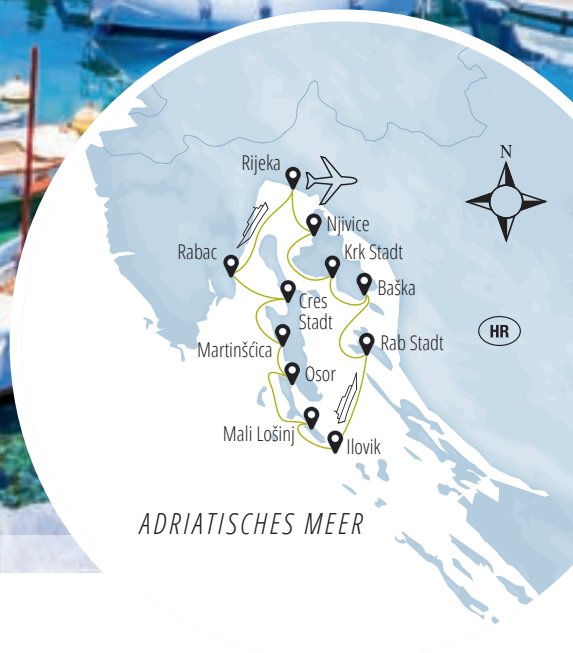 N
Rijeka
Njivice
Rabac
Krk Stadt
Baška
Cres
Stadt
HR
Rab Stadt
Martinšćica
Osor
Mali Lošinj
Ilovik
ADRIATISCHES MEER